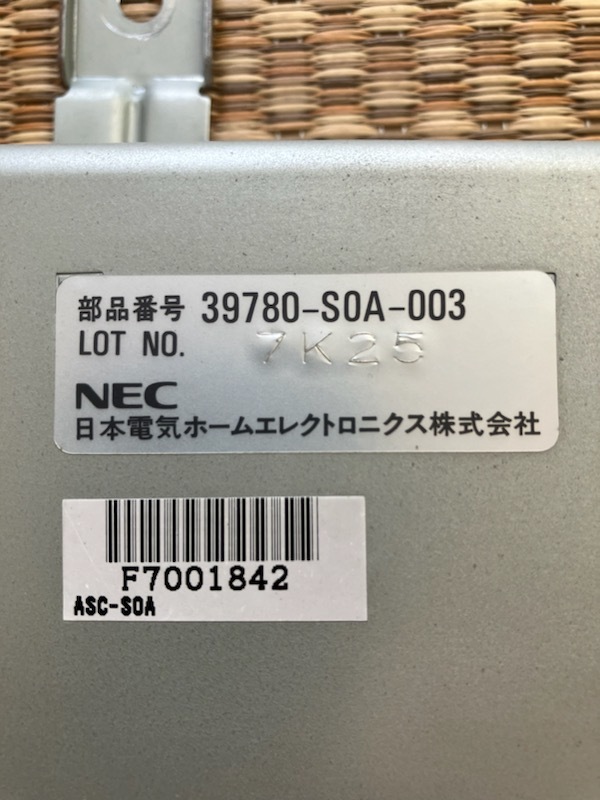 部品番号 39780-S0A-003
LOT NO. 7K25
NEC
日本電気ホームエレクトロニクス株式会社
F7001842
ASC-S0A